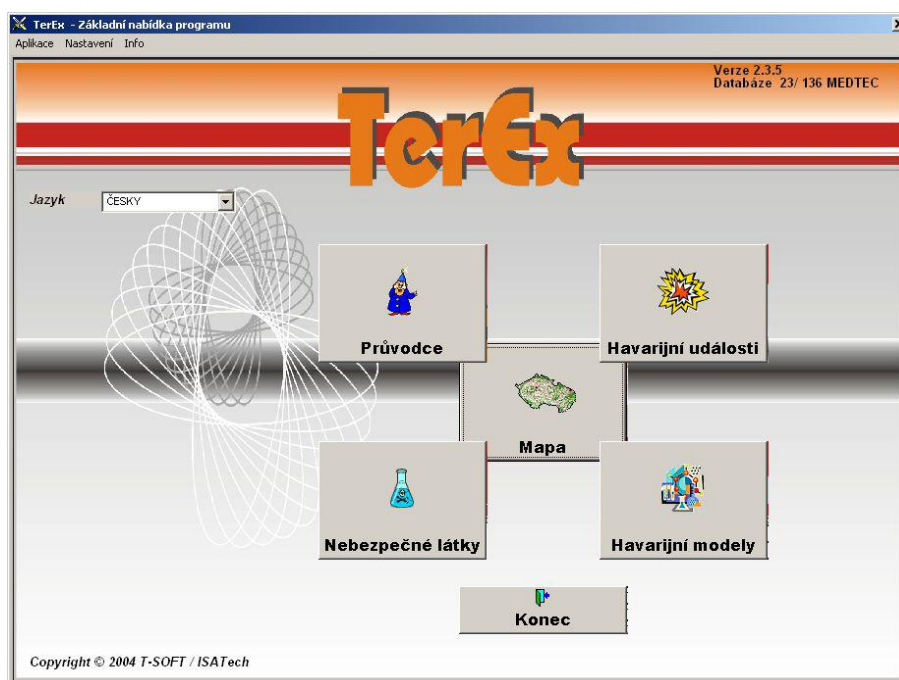 TerEx - Základní nabídka programu
Aplikace Nastavení Info
Verze 2.3.5
Databáze 23/ 136 MEDTEC
TerEx
Jazyk ČESKY
Průvodce
Havarijní události
Mapa
Nebezpečné látky
Havarijní modely
Konec
Copyright © 2004 T-SOFT / ISATech